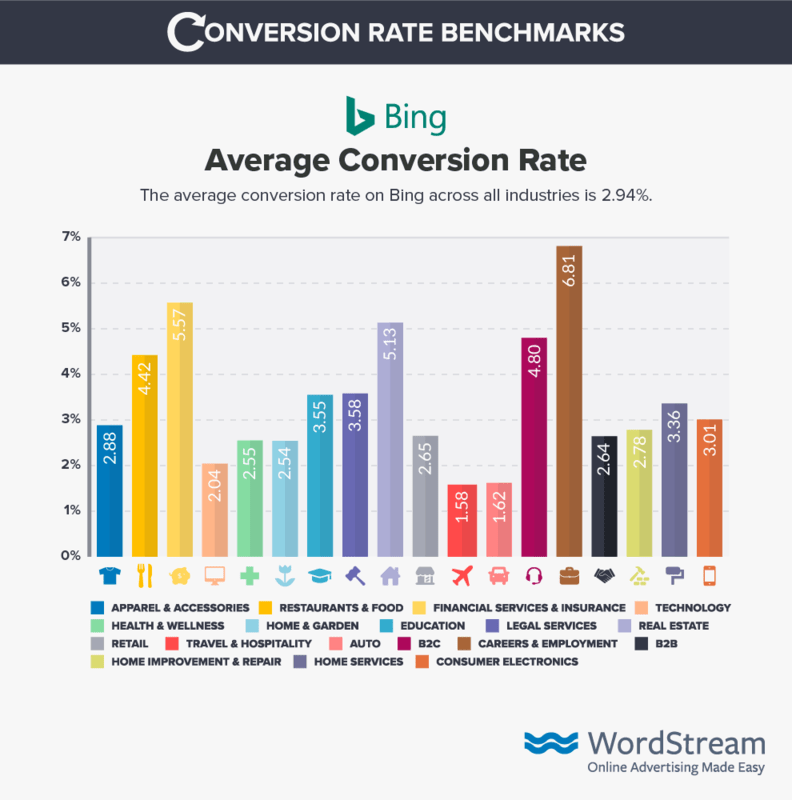 CONVERSION RATE BENCHMARKS
Bing
Average Conversion Rate
The average conversion rate on Bing across all industries is 2.94%.
7%
6%
5%
4%
3%
2%
1%
0%
2.88
4.42
5.57
2.04
2.55
2.54
3.55
3.58
5.13
2.65
1.58
1.62
4.80
6.81
2.64
2.78
3.36
3.01
APPAREL & ACCESSORIES RESTAURANTS & FOOD FINANCIAL SERVICES & INSURANCE TECHNOLOGY
HEALTH & WELLNESS HOME & GARDEN EDUCATION LEGAL SERVICES REAL ESTATE
RETAIL TRAVEL & HOSPITALITY AUTO B2C CAREERS & EMPLOYMENT B2B
HOME IMPROVEMENT & REPAIR HOME SERVICES CONSUMER ELECTRONICS
WordStream
Online Advertising Made Easy